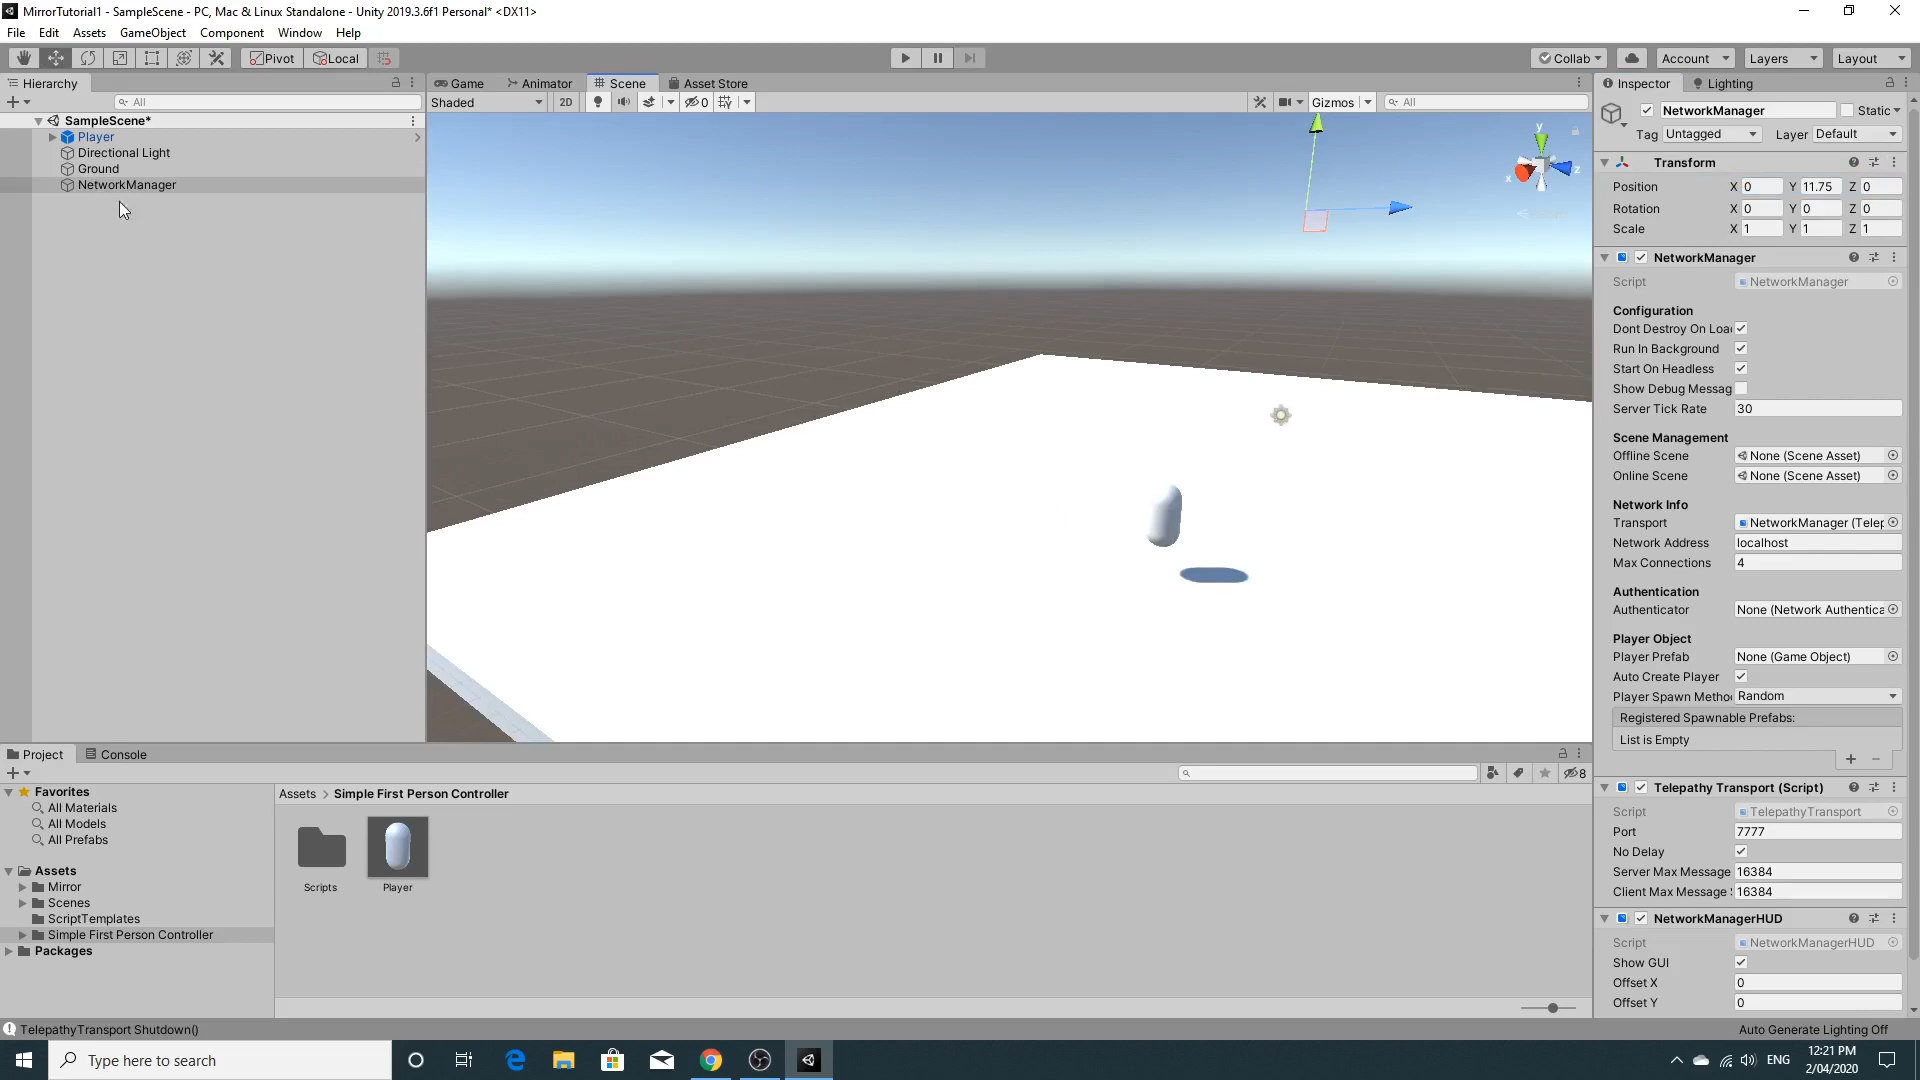 MirrorTutorial1 - SampleScene - PC, Mac & Linux Standalone - Unity 2019.3.6f1 Personal* <DX11>
File Edit Assets GameObject Component Window Help
Pivot Local Collab Account Layers Layout
Hierarchy
All
SampleScene*
Player
Directional Light
Ground
NetworkManager
Game Animator Scene Asset Store
Shaded 2D 0 Gizmos All
y
x
z
Inspector Lighting
NetworkManager Static
Tag Untagged Layer Default
Transform
Position X 0 Y 11.75 Z 0
Rotation X 0 Y 0 Z 0
Scale X 1 Y 1 Z 1
NetworkManager
Script NetworkManager
Configuration
Dont Destroy On Loa
Run In Background
Start On Headless
Show Debug Messag
Server Tick Rate 30
Scene Management
Offline Scene None (Scene Asset)
Online Scene None (Scene Asset)
Network Info
Transport NetworkManager (Telep
Network Address localhost
Max Connections 4
Authentication
Authenticator None (Network Authentica
Player Object
Player Prefab None (Game Object)
Auto Create Player
Player Spawn Metho Random
Registered Spawnable Prefabs:
List is Empty
Telepathy Transport (Script)
Script TelepathyTransport
Port 7777
No Delay
Server Max Message 16384
Client Max Message 16384
NetworkManagerHUD
Script NetworkManagerHUD
Show GUI
Offset X 0
Offset Y 0
Project Console
8
Favorites
All Materials
All Models
All Prefabs
Assets
Mirror
Scenes
ScriptTemplates
Simple First Person Controller
Packages
Assets > Simple First Person Controller
Scripts Player
TelepathyTransport Shutdown()
Auto Generate Lighting Off
Type here to search
ENG
12:21 PM
2/04/2020